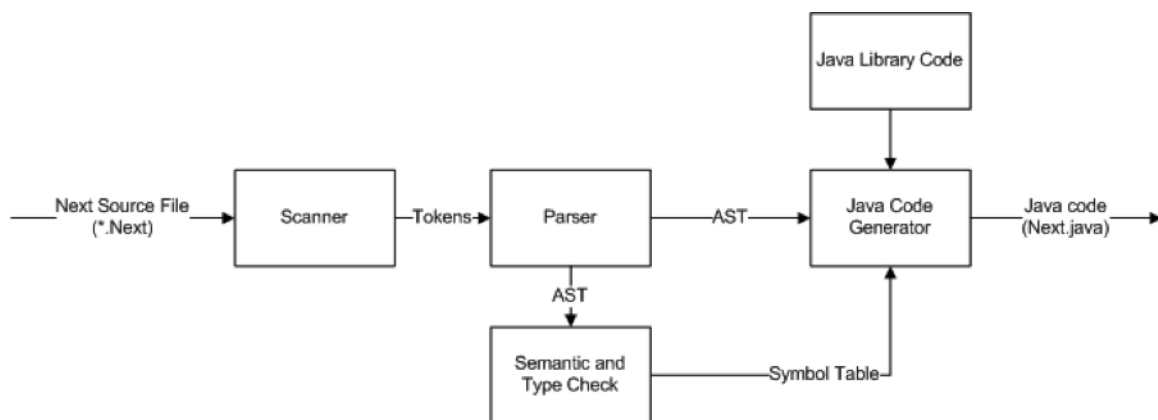 Java Library Code
Next Source File
(*.Next)
Scanner
Tokens
Parser
AST
Java Code
Generator
Java code
(Next.java)
AST
Semantic and
Type Check
Symbol Table